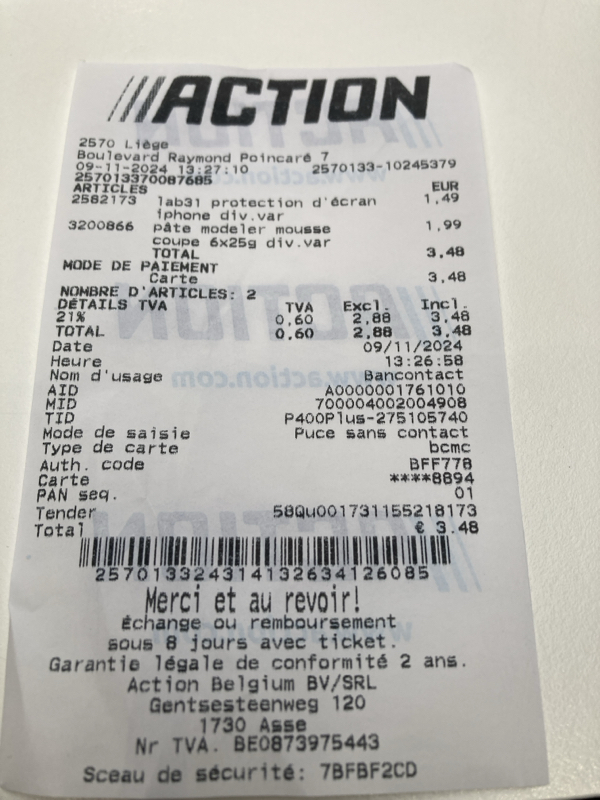 ACTION
2570 Liège
Boulevard Raymond Poincaré 7
09-11-2024 13:27:10 2570133-10245379
257013370087685
ARTICLES EUR
2582173 lab31 protection d'écran 1,49
iphone div.var
3200866 pâte modeler mousse 1,99
coupe 6x25g div.var
TOTAL 3,48
MODE DE PAIEMENT
Carte 3,48
NOMBRE D'ARTICLES: 2
DÉTAILS TVA TVA Excl. Incl.
21% 0,60 2,88 3,48
TOTAL 0,60 2,88 3,48
Date 09/11/2024
Heure 13:26:58
Nom d'usage Bancontact
AID A0000001761010
MID 700004002004908
TID P400Plus-275105740
Mode de saisie Puce sans contact
Type de carte bcmc
Auth. code BFF778
Carte ****8894
PAN seq. 01
Tender 58Qu001731155218173
Total € 3.48
257013324314132634126085
Merci et au revoir!
Échange ou remboursement
sous 8 jours avec ticket.
Garantie légale de conformité 2 ans.
Action Belgium BV/SRL
Gentsesteenweg 120
1730 Asse
Nr TVA. BE0873975443
Sceau de sécurité: 7BFBF2CD